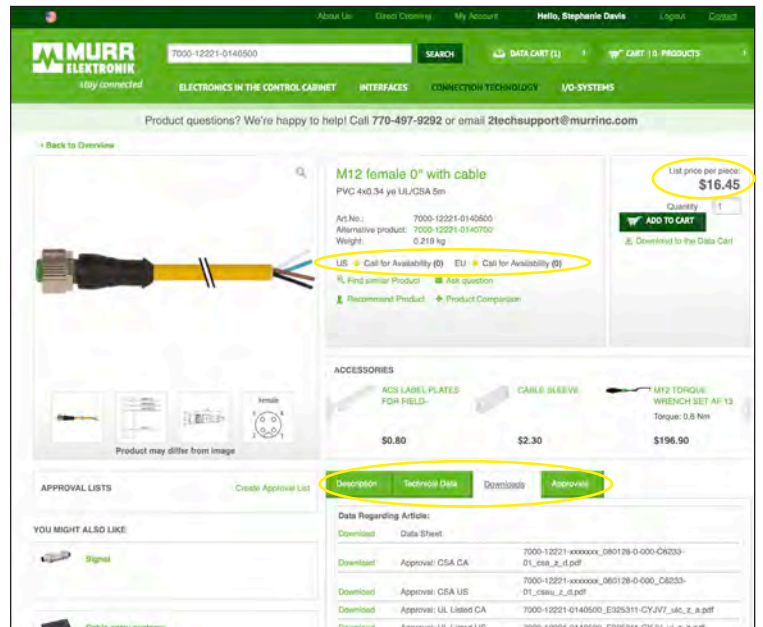 About Us Direct Ordering My Account Hello, Stephanie Davis Logout Contact
MURR
ELEKTRONIK
stay connected
7000-12221-0140500 SEARCH DATA CART (1) CART | 0 PRODUCTS
ELECTRONICS IN THE CONTROL CABINET INTERFACES CONNECTION TECHNOLOGY I/O-SYSTEMS
Product questions? We're happy to help! Call 770-497-9292 or email 2techsupport@murrinc.com
Back to Overview
M12 female 0° with cable
PVC 4x0.34 ye UL/CSA 5m
Art.No.: 7000-12221-0140500
Alternative product: 7000-12221-0140700
Weight: 0.219 kg
US Call for Availability (0) EU Call for Availability (0)
Find similar Product Ask question
Recommend Product Product Comparison
List price per piece:
$16.45
Quantity 1
ADD TO CART
Download to the Data Cart
Female
Product may differ from image
ACCESSORIES
ACS LABEL PLATES FOR FIELD-
$0.80
CABLE SLEEVE
$2.30
M12 TORQUE WRENCH SET AF 13
Torque: 0,6 Nm
$196.90
APPROVAL LISTS Create Approval List
YOU MIGHT ALSO LIKE
Signal
Description Technical Data Downloads Approvals
Data Regarding Article:
Download Data Sheet
Download Approval: CSA CA 7000-12221-xxxxxxx_080128-0-000-C6233-
01_csa_z_d.pdf
Download Approval: CSA US 7000-12221-xxxxxxx_080128-0-000_C6233-
01_csau_z_d.pdf
Download Approval: UL Listed CA 7000-12221-0140500_E325311-CYJV7_ulc_z_a.pdf